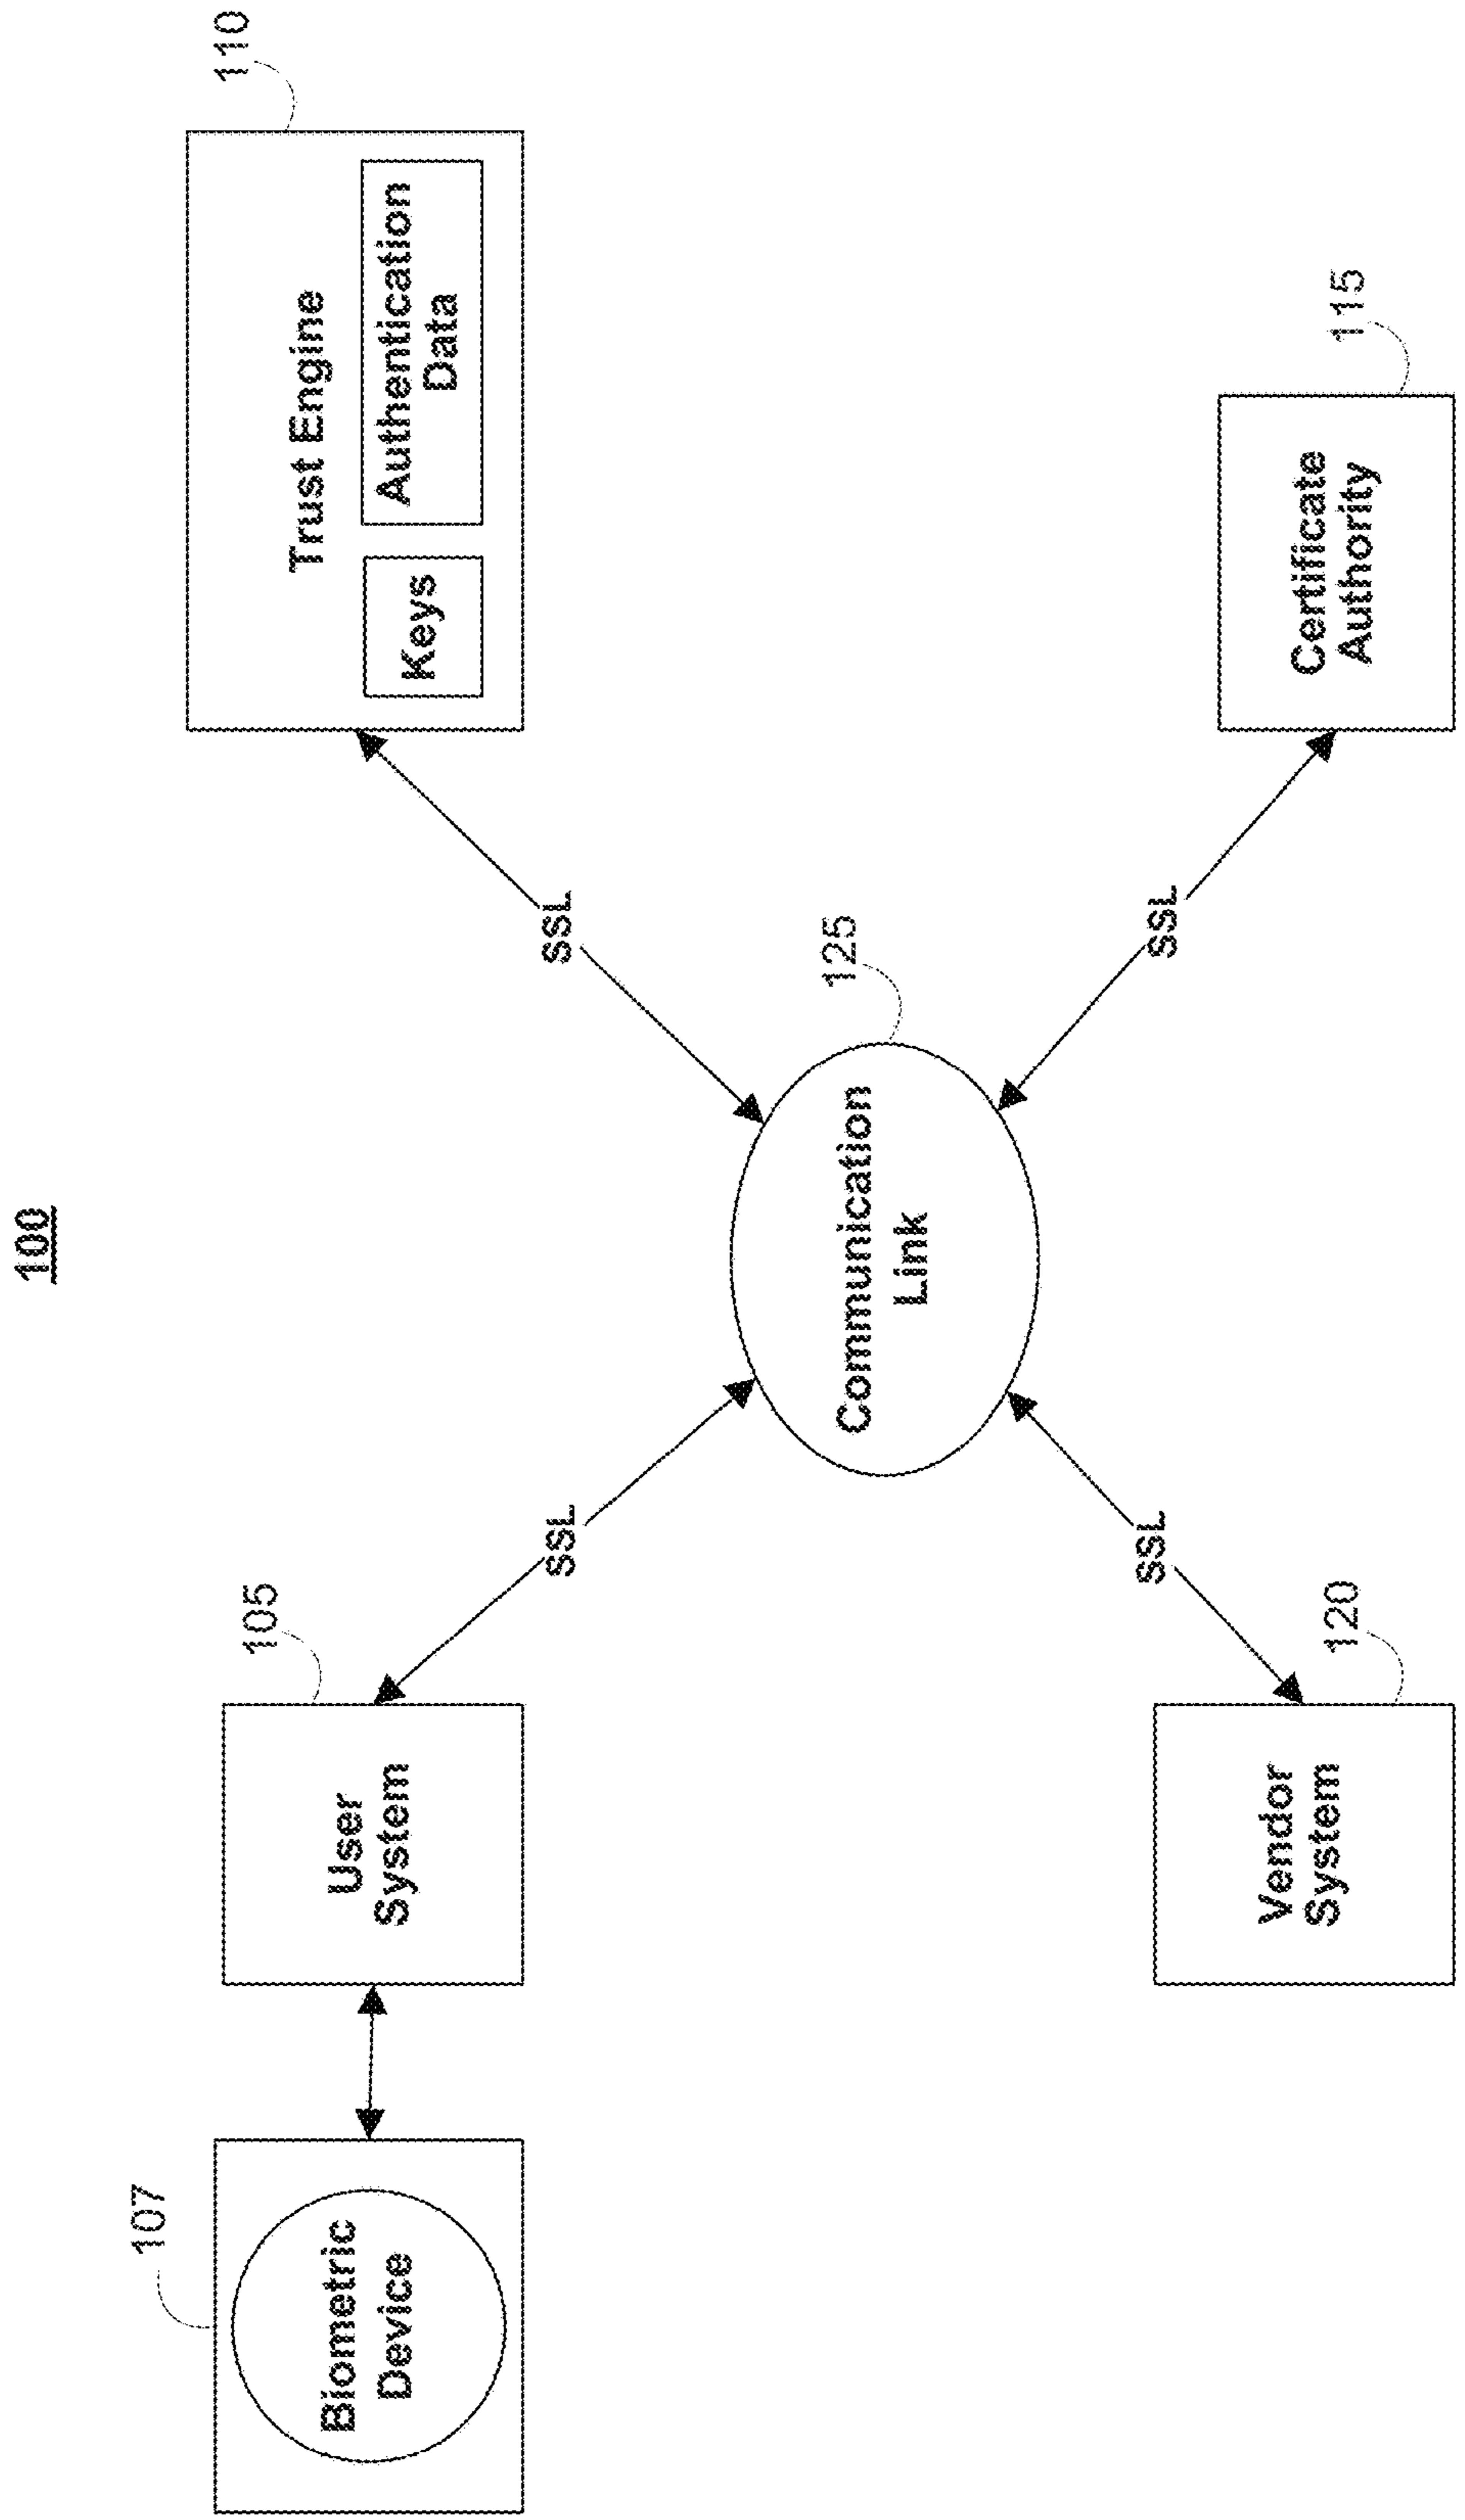 100
107
Biometric
Device
105
User
System
SSL
110
Trust Engine
Keys
Authentication
Data
SSL
125
Communication
Link
120
Vendor
System
SSL
115
Certificate
Authority
SSL